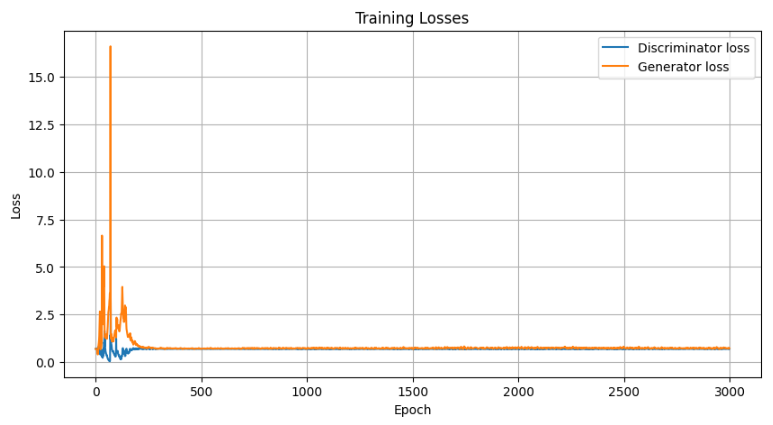 Training Losses
Discriminator loss
Generator loss
15.0
12.5
10.0
7.5
5.0
2.5
0.0
Loss
0
500
1000
1500
2000
2500
3000
Epoch